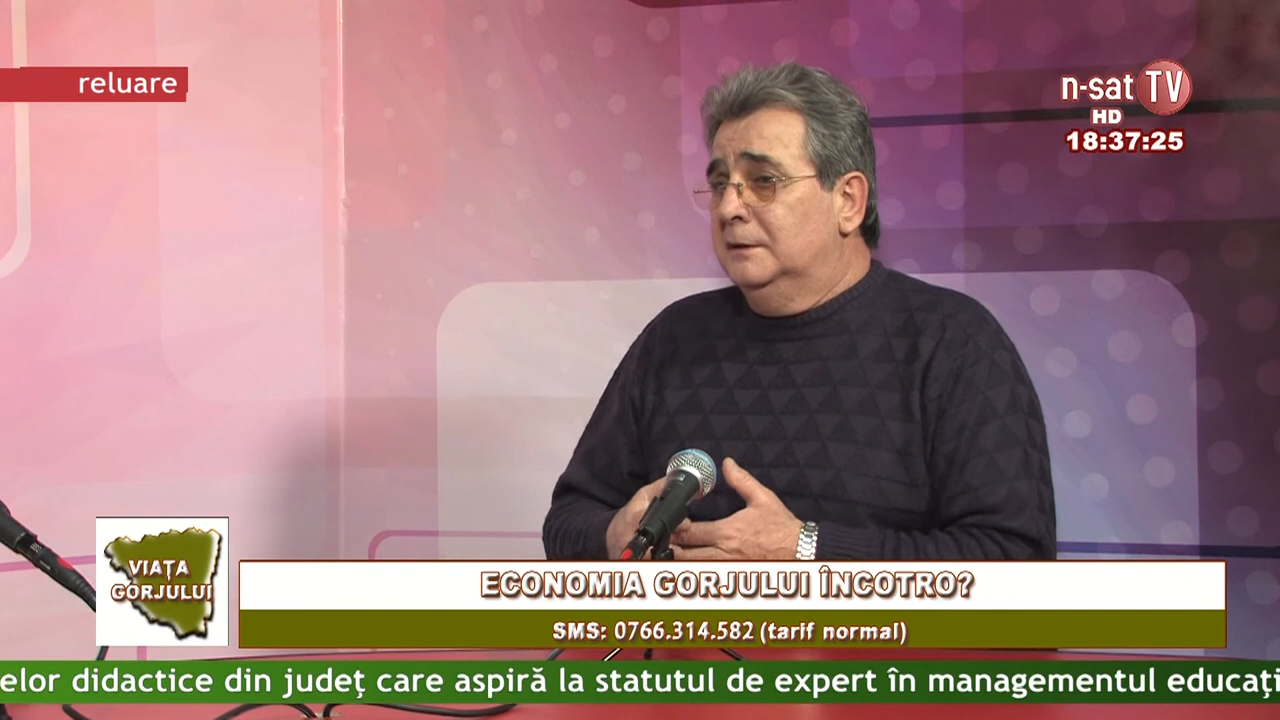 reluare
n-sat TV
HD
18:37:25
VIAȚA
GORJULUI
ECONOMIA GORJULUI ÎNCOTRO?
SMS: 0766.314.582 (tarif normal)
elor didactice din județ care aspiră la statutul de expert în managementul educați